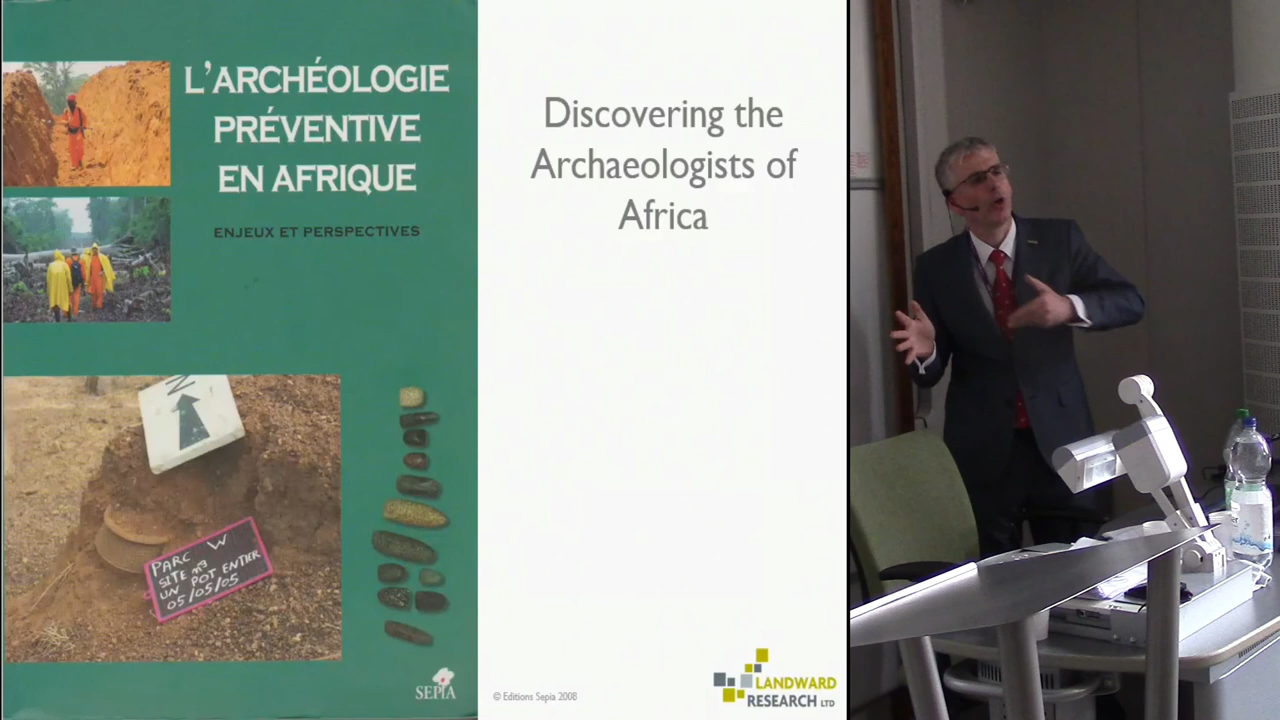 L'ARCHÉOLOGIE
PRÉVENTIVE
EN AFRIQUE
ENJEUX ET PERSPECTIVES
N
PARC W
SITE n°9
UN POT ENTIER
05/05/05
SEPIA
Discovering the
Archaeologists of
Africa
© Editions Sepia 2008
LANDWARD
RESEARCH LTD